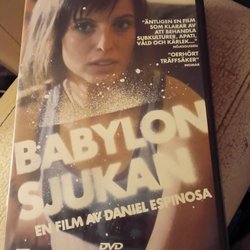 "ÄNTLIGEN EN FILM
SOM KLARAR AV
ATT BEHANDLA
SUBKULTURER, APATI,
VÅLD OCH KÄRLEK..."
"OERHÖRT
TRÄFFSÄKER"
BABYLON
SJUKAN
EN FILM AV DANIEL ESPINOSA
DVD